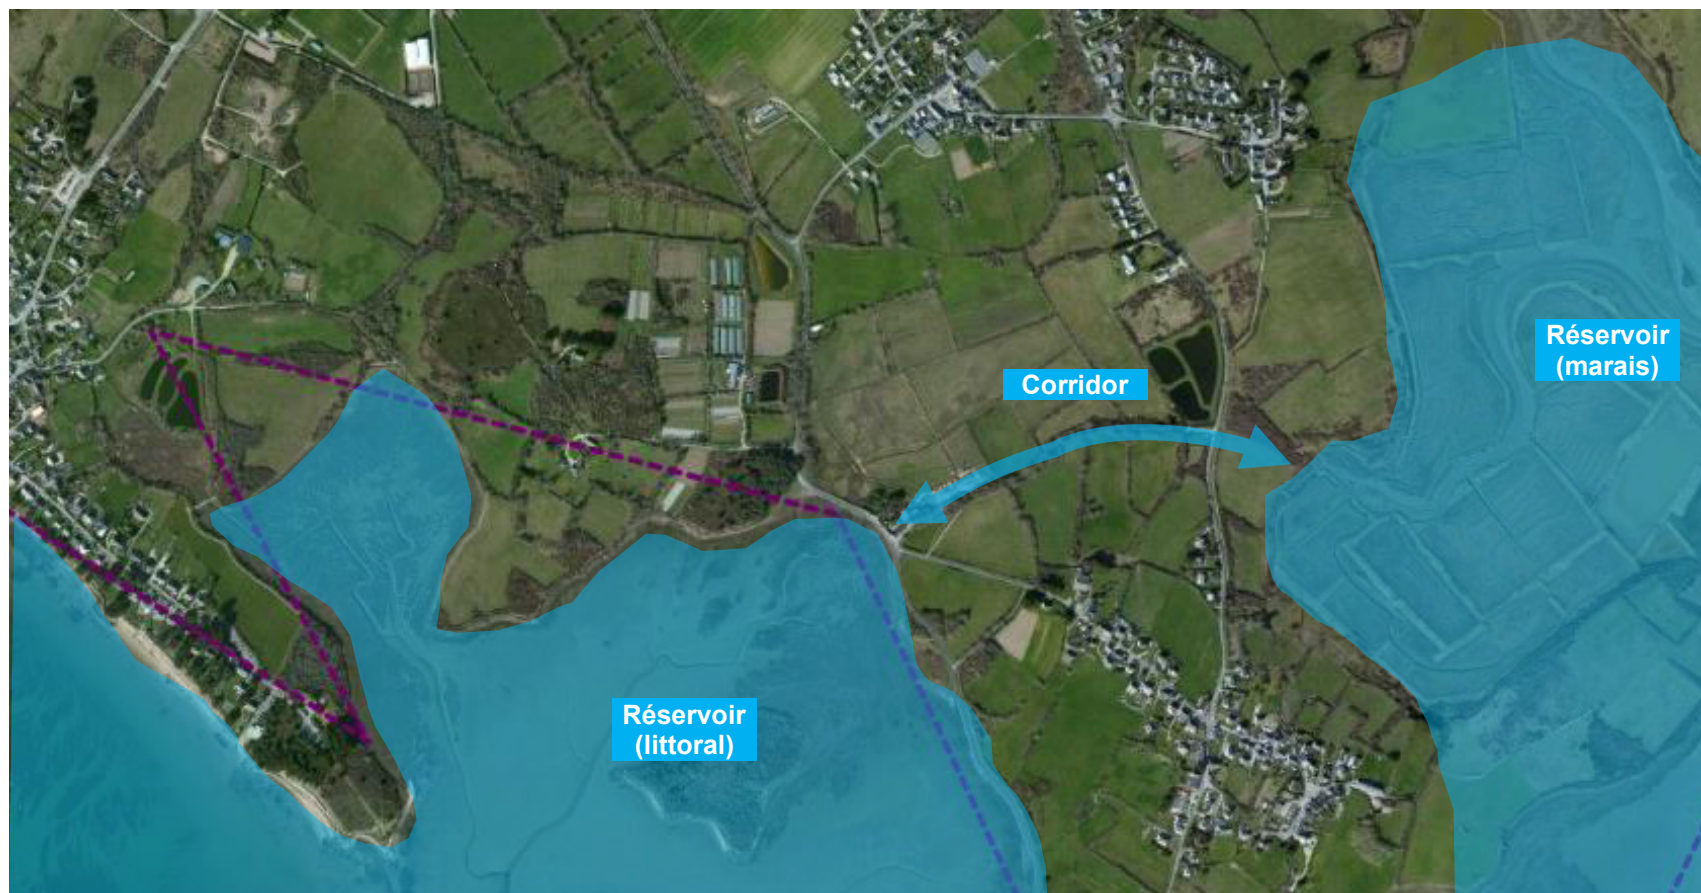 Réservoir
(marais)
Corridor
Réservoir
(littoral)